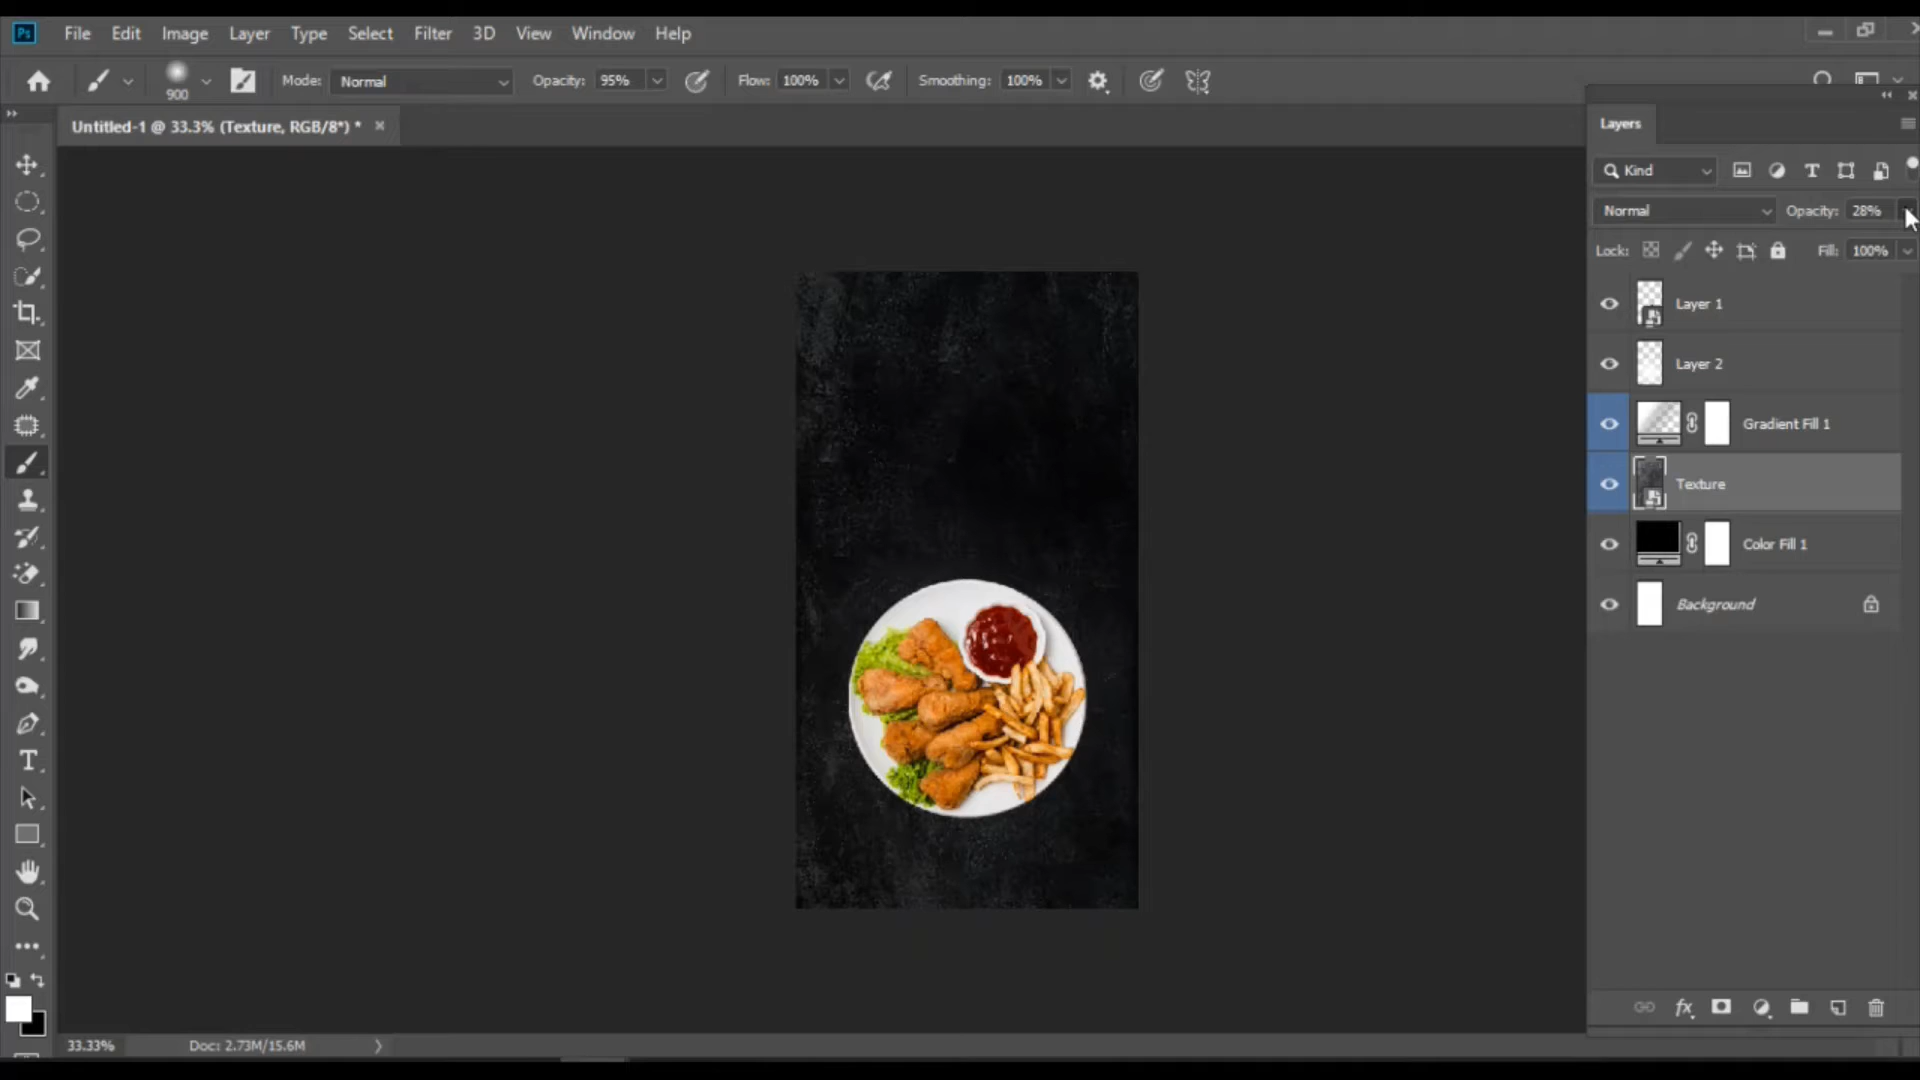 Ps File Edit Image Layer Type Select Filter 3D View Window Help
900 Mode: Normal Opacity: 95% Flow: 100% Smoothing: 100%
Untitled-1 @ 33.3% (Texture, RGB/8*) * ×
Layers
Kind
Normal Opacity: 28%
Lock: Fill: 100%
Layer 1
Layer 2
Gradient Fill 1
Texture
Color Fill 1
Background
fx
33.33% Doc: 2.73M/15.6M